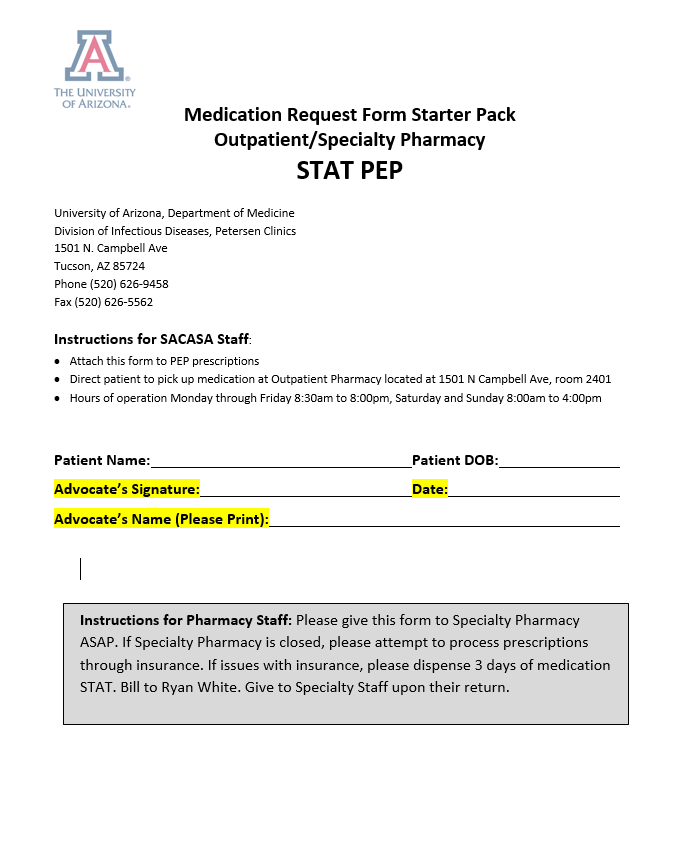 A
THE UNIVERSITY
OF ARIZONA®
Medication Request Form Starter Pack
Outpatient/Specialty Pharmacy
STAT PEP
University of Arizona, Department of Medicine
Division of Infectious Diseases, Petersen Clinics
1501 N. Campbell Ave
Tucson, AZ 85724
Phone (520) 626-9458
Fax (520) 626-5562
Instructions for SACASA Staff:
• Attach this form to PEP prescriptions
• Direct patient to pick up medication at Outpatient Pharmacy located at 1501 N Campbell Ave, room 2401
• Hours of operation Monday through Friday 8:30am to 8:00pm, Saturday and Sunday 8:00am to 4:00pm
Patient Name: Patient DOB:
Advocate's Signature: Date:
Advocate's Name (Please Print):
Instructions for Pharmacy Staff: Please give this form to Specialty Pharmacy
ASAP. If Specialty Pharmacy is closed, please attempt to process prescriptions
through insurance. If issues with insurance, please dispense 3 days of medication
STAT. Bill to Ryan White. Give to Specialty Staff upon their return.